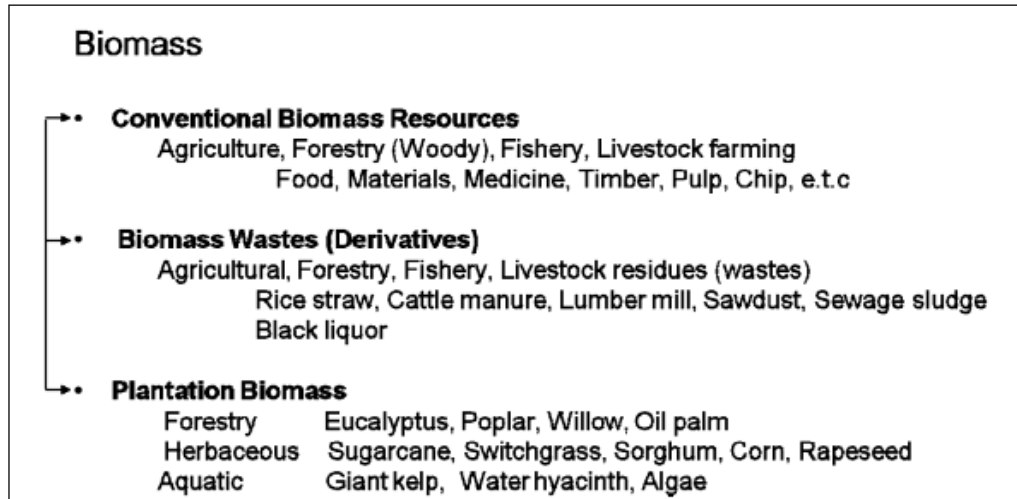 Biomass
• Conventional Biomass Resources
Agriculture, Forestry (Woody), Fishery, Livestock farming
Food, Materials, Medicine, Timber, Pulp, Chip, e.t.c
• Biomass Wastes (Derivatives)
Agricultural, Forestry, Fishery, Livestock residues (wastes)
Rice straw, Cattle manure, Lumber mill, Sawdust, Sewage sludge
Black liquor
• Plantation Biomass
Forestry Eucalyptus, Poplar, Willow, Oil palm
Herbaceous Sugarcane, Switchgrass, Sorghum, Corn, Rapeseed
Aquatic Giant kelp, Water hyacinth, Algae